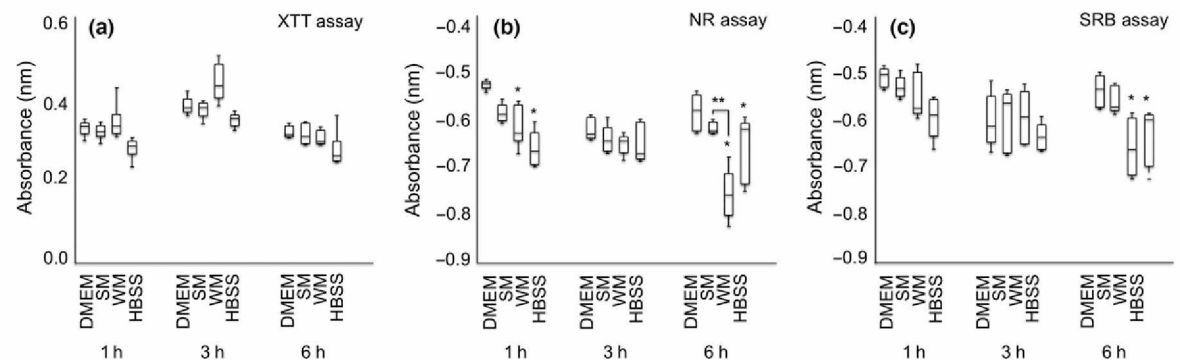 (a)
XTT assay
Absorbance (nm)
0.6
0.4
0.2
0.0
DMEM
SM
WM
HBSS
DMEM
SM
WM
HBSS
DMEM
SM
WM
HBSS
1 h
3 h
6 h
(b)
NR assay
Absorbance (nm)
−0.4
−0.5
−0.6
−0.7
−0.8
−0.9
*
*
**
*
*
DMEM
SM
WM
HBSS
DMEM
SM
WM
HBSS
DMEM
SM
WM
HBSS
1 h
3 h
6 h
(c)
SRB assay
Absorbance (nm)
−0.4
−0.5
−0.6
−0.7
−0.8
−0.9
*
*
DMEM
SM
WM
HBSS
DMEM
SM
WM
HBSS
DMEM
SM
WM
HBSS
1 h
3 h
6 h